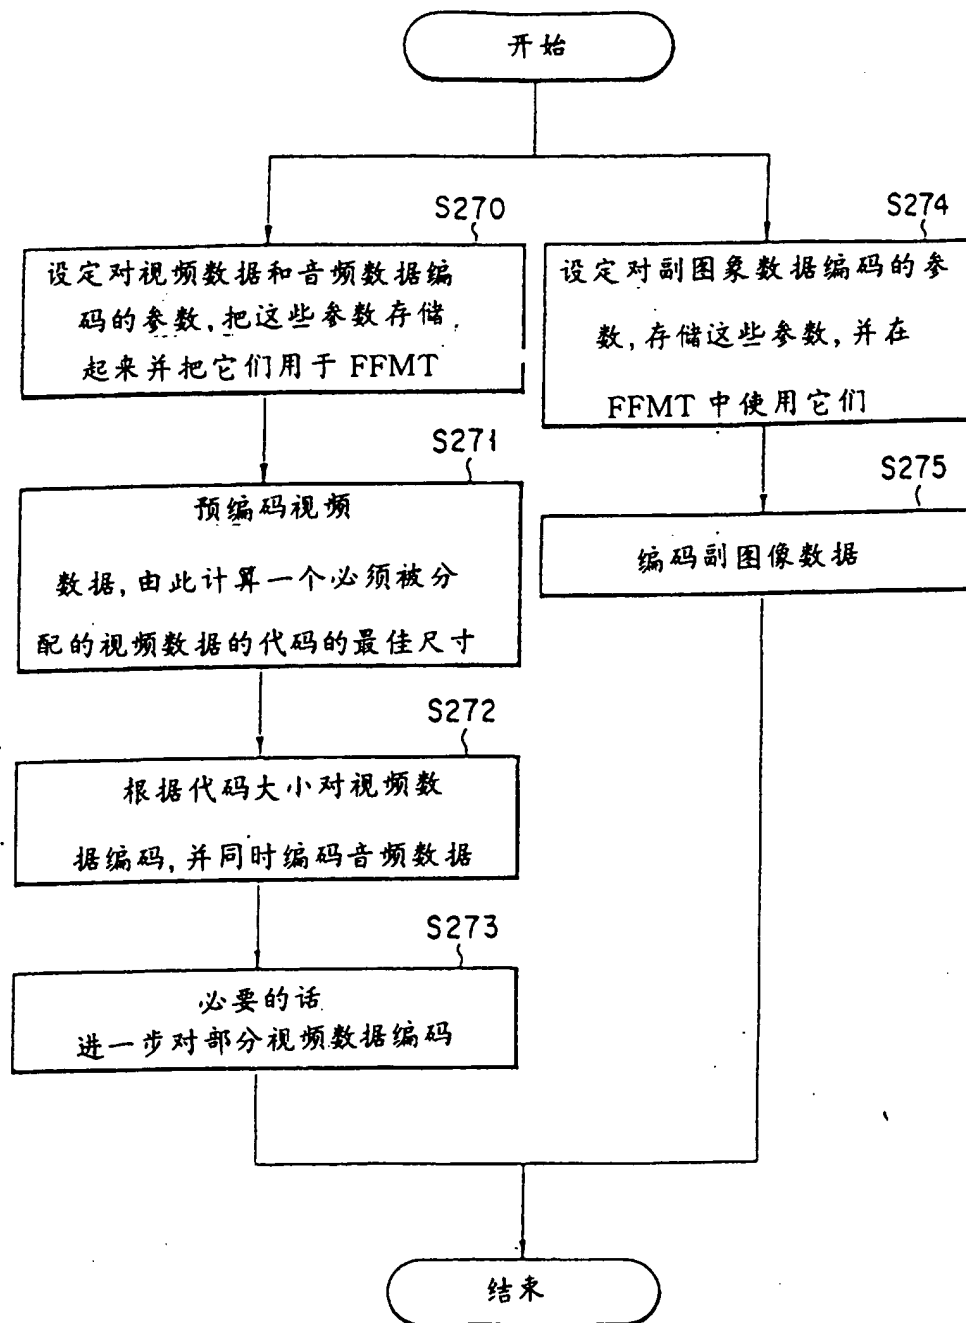 开始
S270
设定对视频数据和音频数据编
码的参数,把这些参数存储
起来并把它们用于 FFMT
S271
预编码视频
数据,由此计算一个必须被分
配的视频数据的代码的最佳尺寸
S272
根据代码大小对视频数
据编码,并同时编码音频数据
S273
必要的话
进一步对部分视频数据编码
S274
设定对副图象数据编码的参
数,存储这些参数,并在
FFMT 中使用它们
S275
编码副图像数据
结束